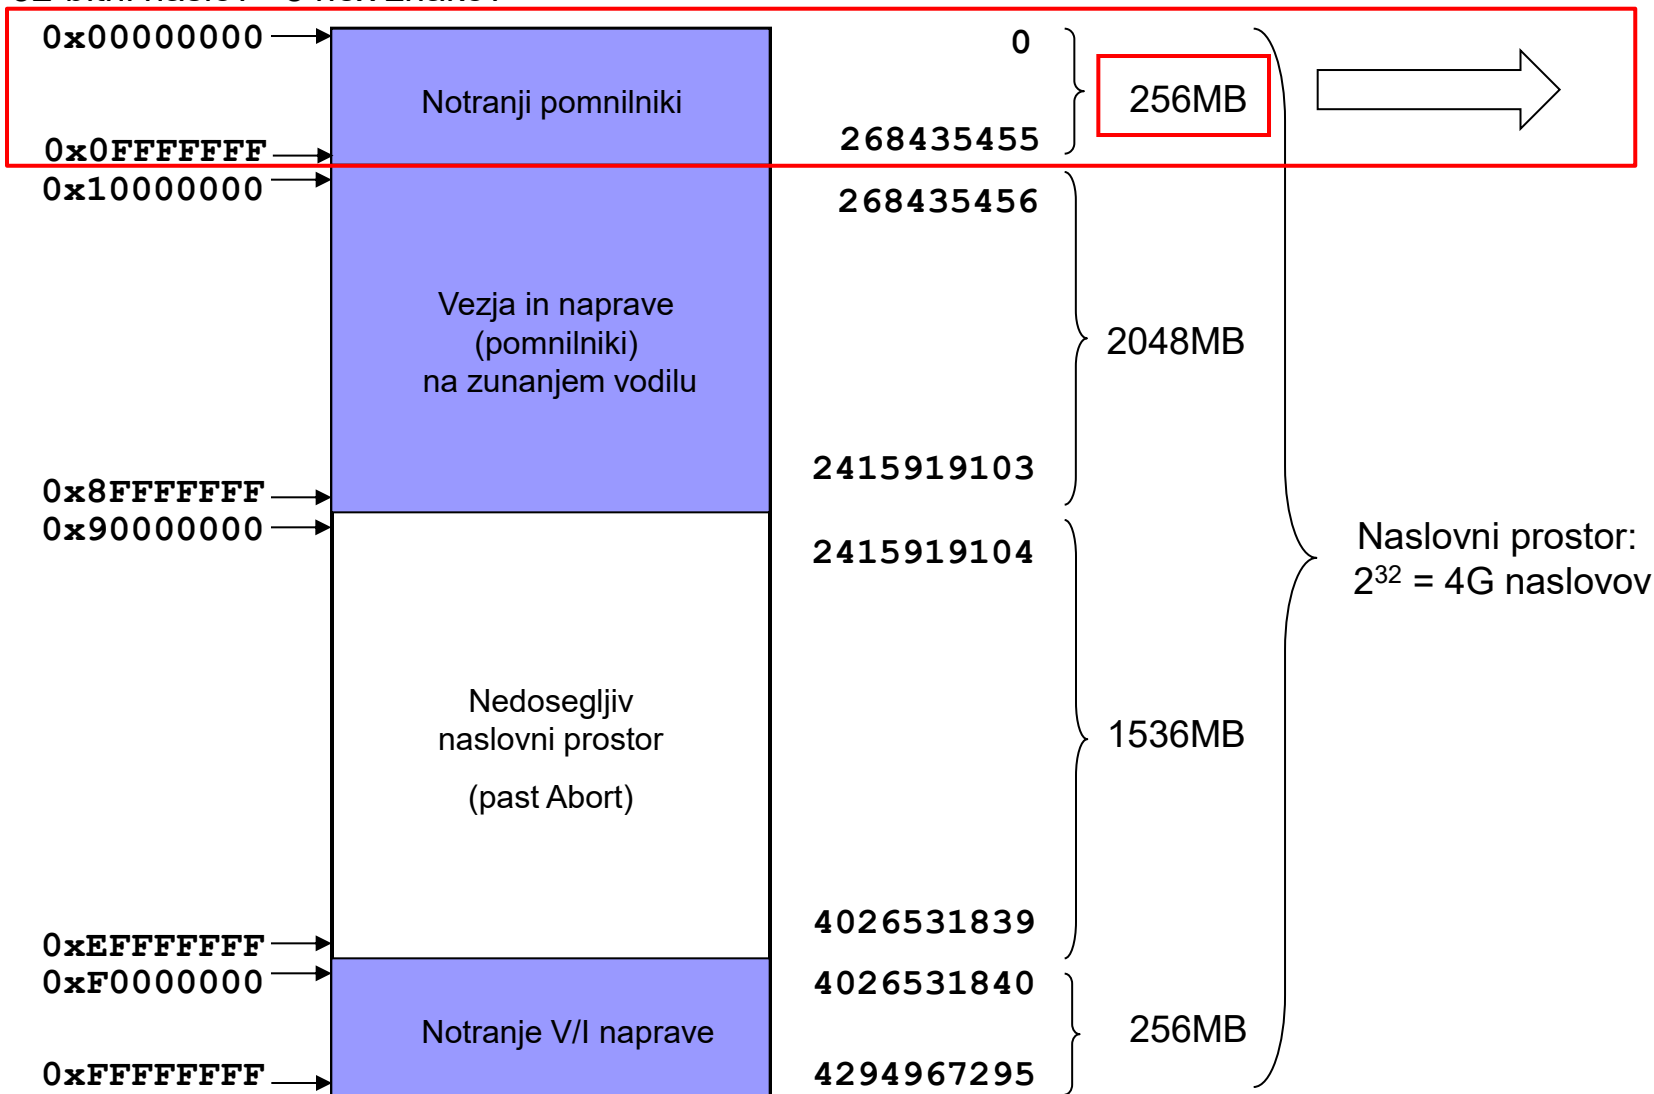 0x00000000
0
Notranji pomnilniki
256MB
0x0FFFFFFF
268435455
0x10000000
268435456
Vezja in naprave
(pomnilniki)
na zunanjem vodilu
2048MB
0x8FFFFFFF
2415919103
0x90000000
2415919104
Naslovni prostor:
2³² = 4G naslovov
Nedosegljiv
naslovni prostor
(past Abort)
1536MB
0xEFFFFFFF
4026531839
0xF0000000
4026531840
Notranje V/I naprave
256MB
0xFFFFFFFF
4294967295